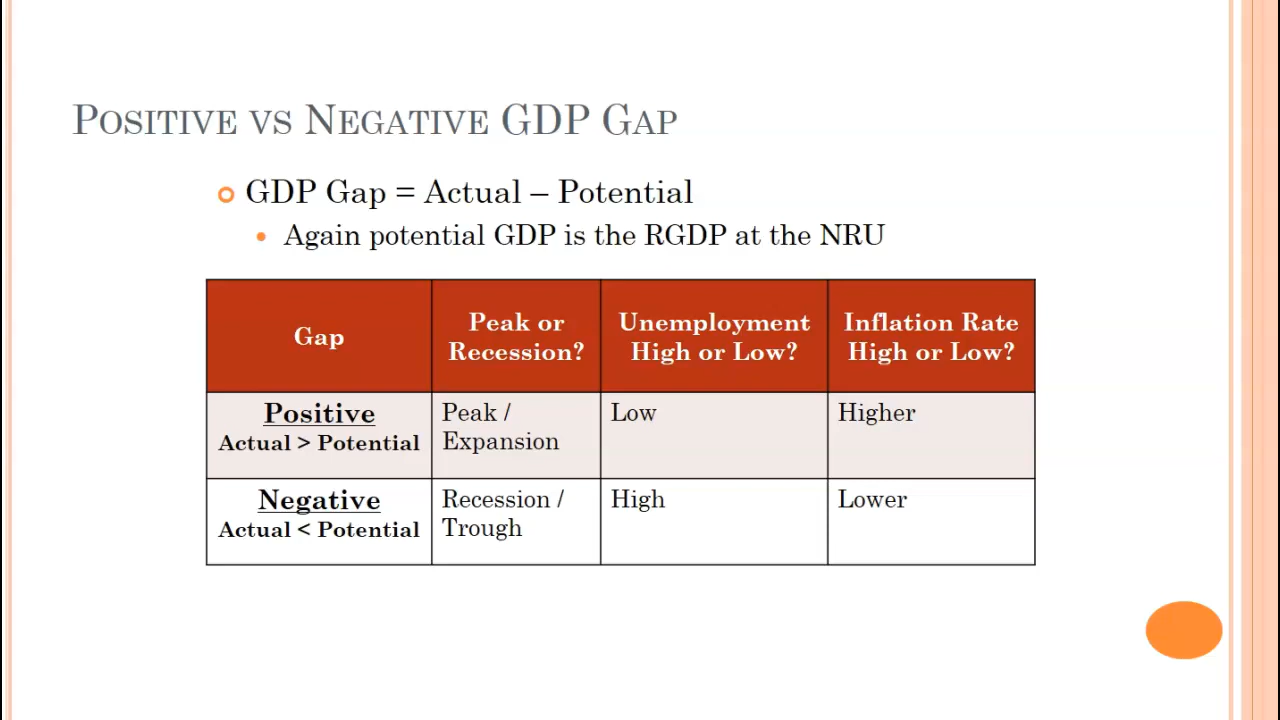 Positive vs Negative GDP Gap
GDP Gap = Actual – Potential
Again potential GDP is the RGDP at the NRU
Gap
Peak or
Recession?
Unemployment
High or Low?
Inflation Rate
High or Low?
Positive
Actual > Potential
Peak /
Expansion
Low
Higher
Negative
Actual < Potential
Recession /
Trough
High
Lower